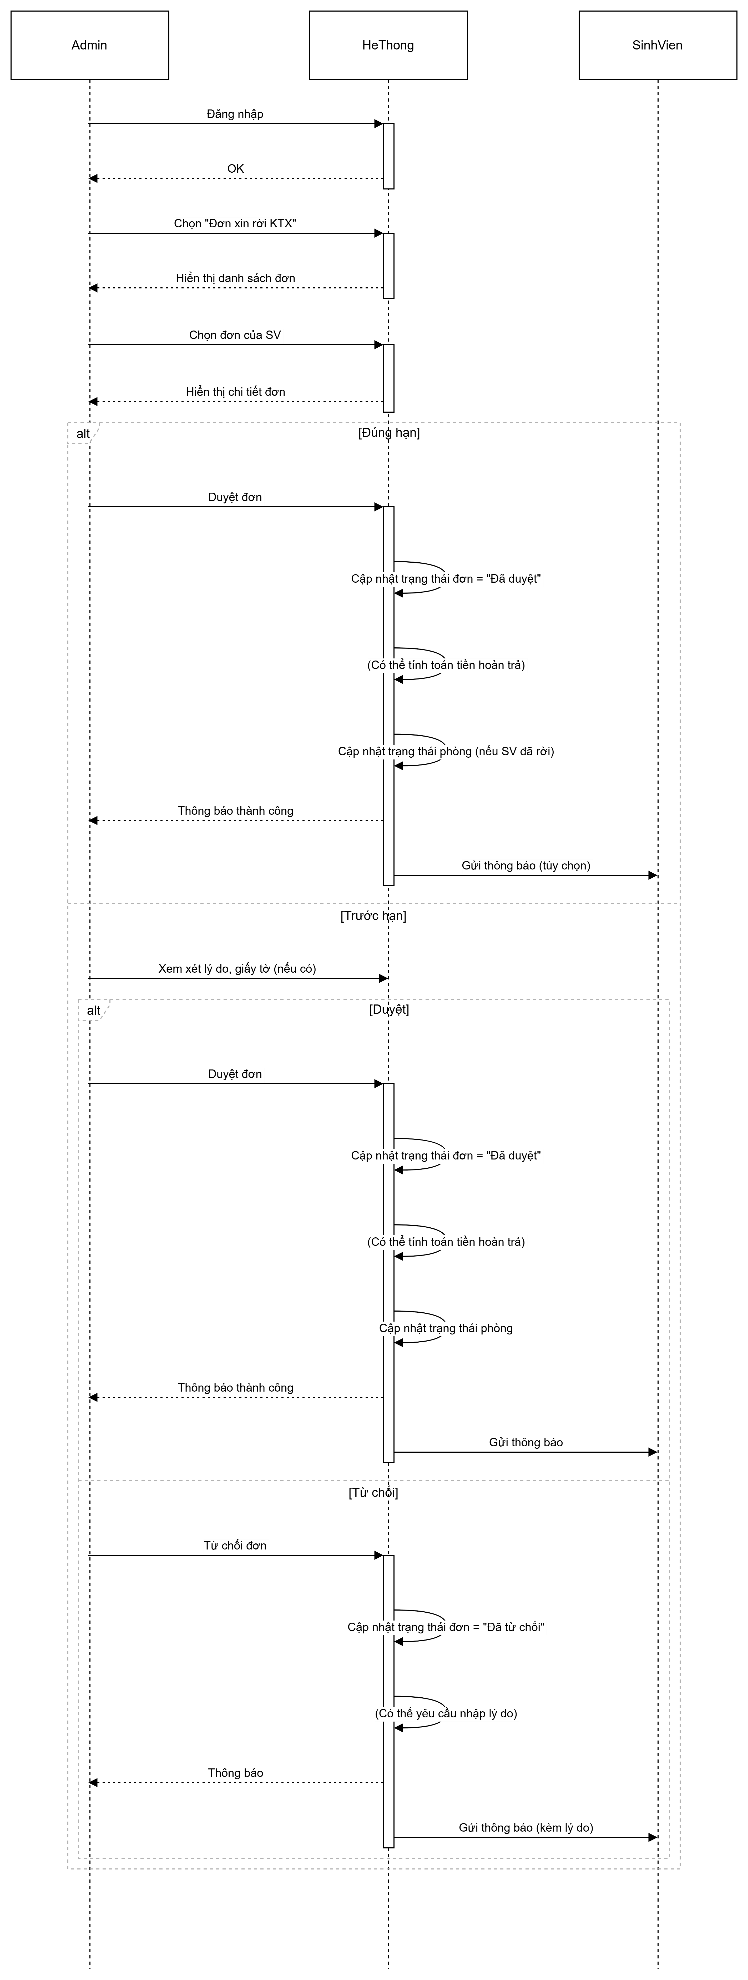 Admin
HeThong
SinhVien
Đăng nhập
OK
Chọn "Đơn xin rời KTX"
Hiển thị danh sách đơn
Chọn đơn của SV
Hiển thị chi tiết đơn
alt
[Đúng hạn]
Duyệt đơn
Cập nhật trạng thái đơn = "Đã duyệt"
(Có thể tính toán tiền hoàn trả)
Cập nhật trạng thái phòng (nếu SV đã rời)
Thông báo thành công
Gửi thông báo (tùy chọn)
[Trước hạn]
Xem xét lý do, giấy tờ (nếu có)
alt
[Duyệt]
Duyệt đơn
Cập nhật trạng thái đơn = "Đã duyệt"
(Có thể tính toán tiền hoàn trả)
Cập nhật trạng thái phòng
Thông báo thành công
Gửi thông báo
[Từ chối]
Từ chối đơn
Cập nhật trạng thái đơn = "Đã từ chối"
(Có thể yêu cầu nhập lý do)
Thông báo
Gửi thông báo (kèm lý do)